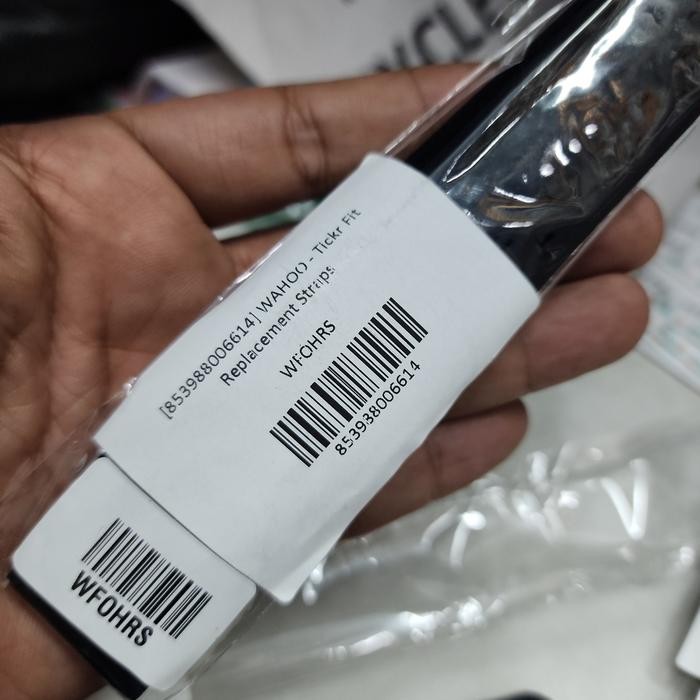 [853988006614] WAHOO - Tickr Fit
Replacement Straps
WFOHRS
853988006614
WFOHRS